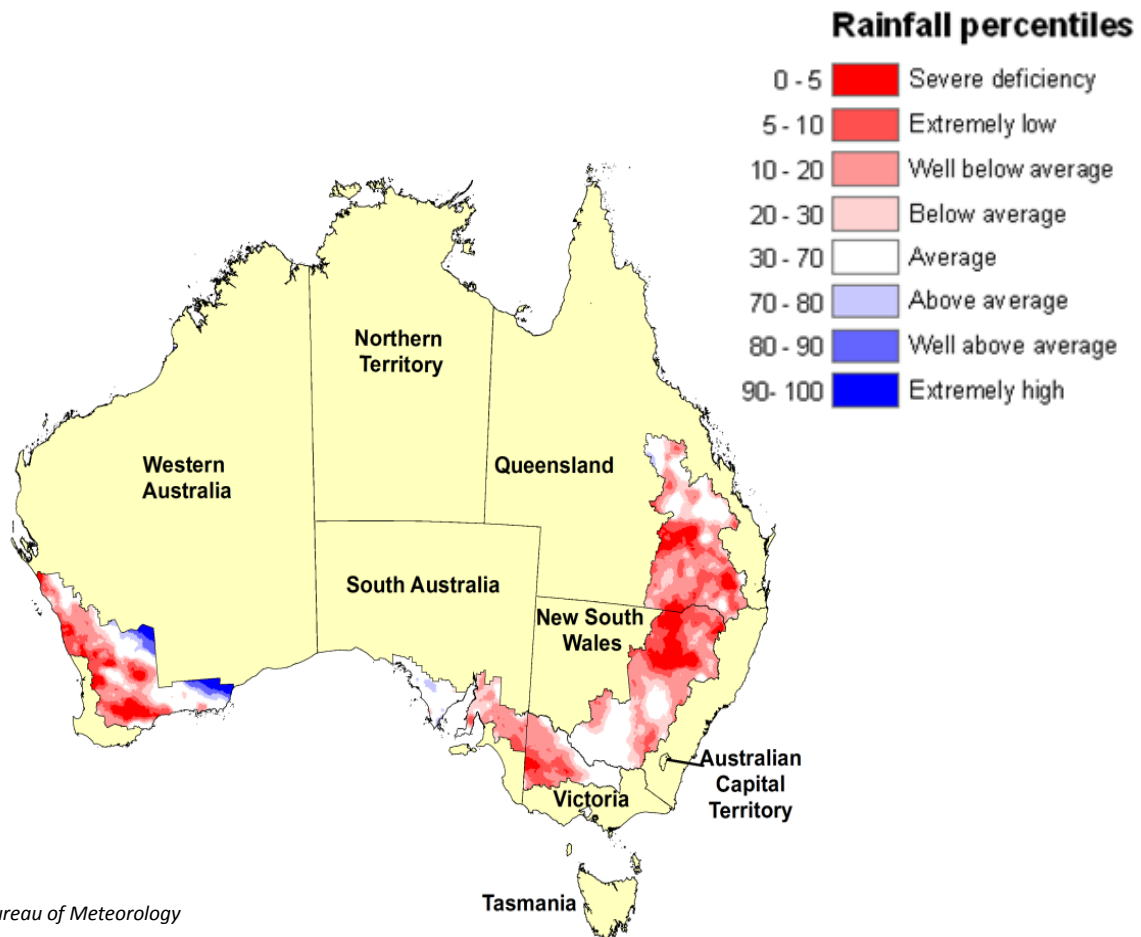 Rainfall percentiles
0 - 5 Severe deficiency
5 - 10 Extremely low
10 - 20 Well below average
20 - 30 Below average
30 - 70 Average
70 - 80 Above average
80 - 90 Well above average
90- 100 Extremely high
Northern
Territory
Western
Australia
Queensland
South Australia
New South
Wales
Australian
Capital
Territory
Victoria
Tasmania
of Meteorology